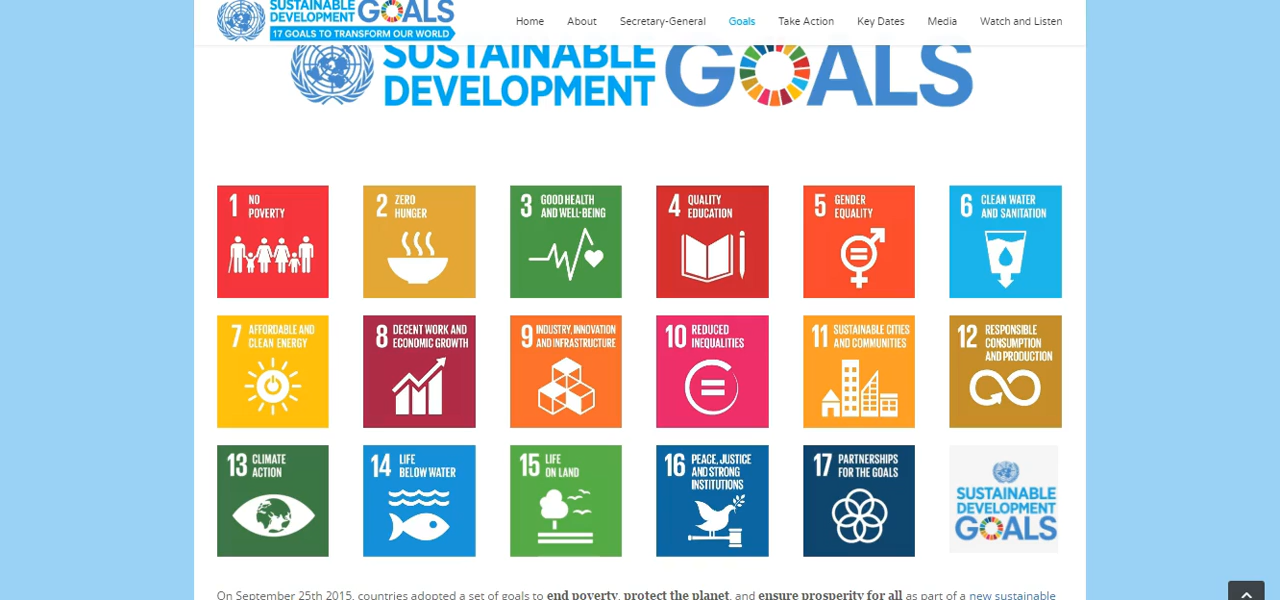 SUSTAINABLE
DEVELOPMENT GOALS
17 GOALS TO TRANSFORM OUR WORLD
Home About Secretary-General Goals Take Action Key Dates Media Watch and Listen
SUSTAINABLE
DEVELOPMENT GOALS
1 NO
POVERTY
2 ZERO
HUNGER
3 GOOD HEALTH
AND WELL-BEING
4 QUALITY
EDUCATION
5 GENDER
EQUALITY
6 CLEAN WATER
AND SANITATION
7 AFFORDABLE AND
CLEAN ENERGY
8 DECENT WORK AND
ECONOMIC GROWTH
9 INDUSTRY, INNOVATION
AND INFRASTRUCTURE
10 REDUCED
INEQUALITIES
11 SUSTAINABLE CITIES
AND COMMUNITIES
12 RESPONSIBLE
CONSUMPTION
AND PRODUCTION
13 CLIMATE
ACTION
14 LIFE
BELOW WATER
15 LIFE
ON LAND
16 PEACE, JUSTICE
AND STRONG
INSTITUTIONS
17 PARTNERSHIPS
FOR THE GOALS
SUSTAINABLE
DEVELOPMENT
GOALS
On September 25th 2015, countries adopted a set of goals to end poverty, protect the planet, and ensure prosperity for all as part of a new sustainable